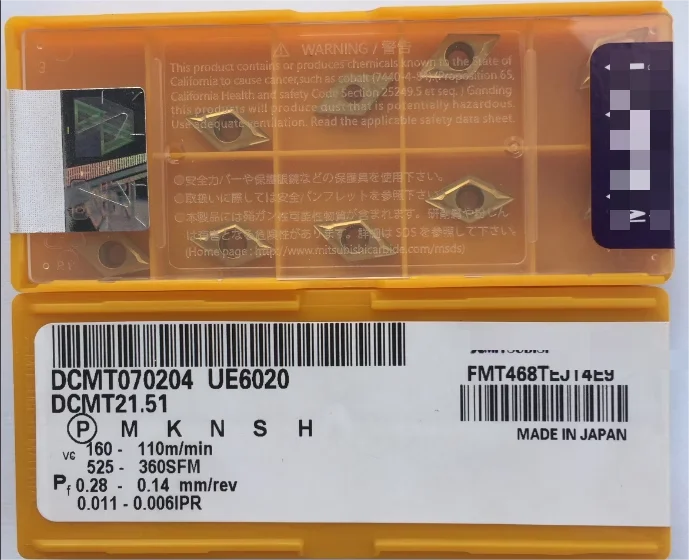 WARNING / 警告
This product contains or produces chemicals known to the State of
California to cause cancer, such as cobalt (7440-4-84) (Proposition 65,
California Health and safety Code Section 25249.5 et seq.) Grinding
this products will produce dust that is potentially hazardous.
Use adequate ventilation. Read the applicable safety data sheet.
安全カバーや保護眼鏡などの保護具を使用下さい。
取扱いに際しては安全パンフレットを参照下さい
(Home page: http://www.mitsubishicarbide.com/msds)
DCMT070204 UE6020
DCMT21.51
P M K N S H
vc 160 - 110m/min
525 - 360SFM
Pf 0.28 - 0.14 mm/rev
0.011 - 0.006IPR
FMT468TEJT4E9
MADE IN JAPAN